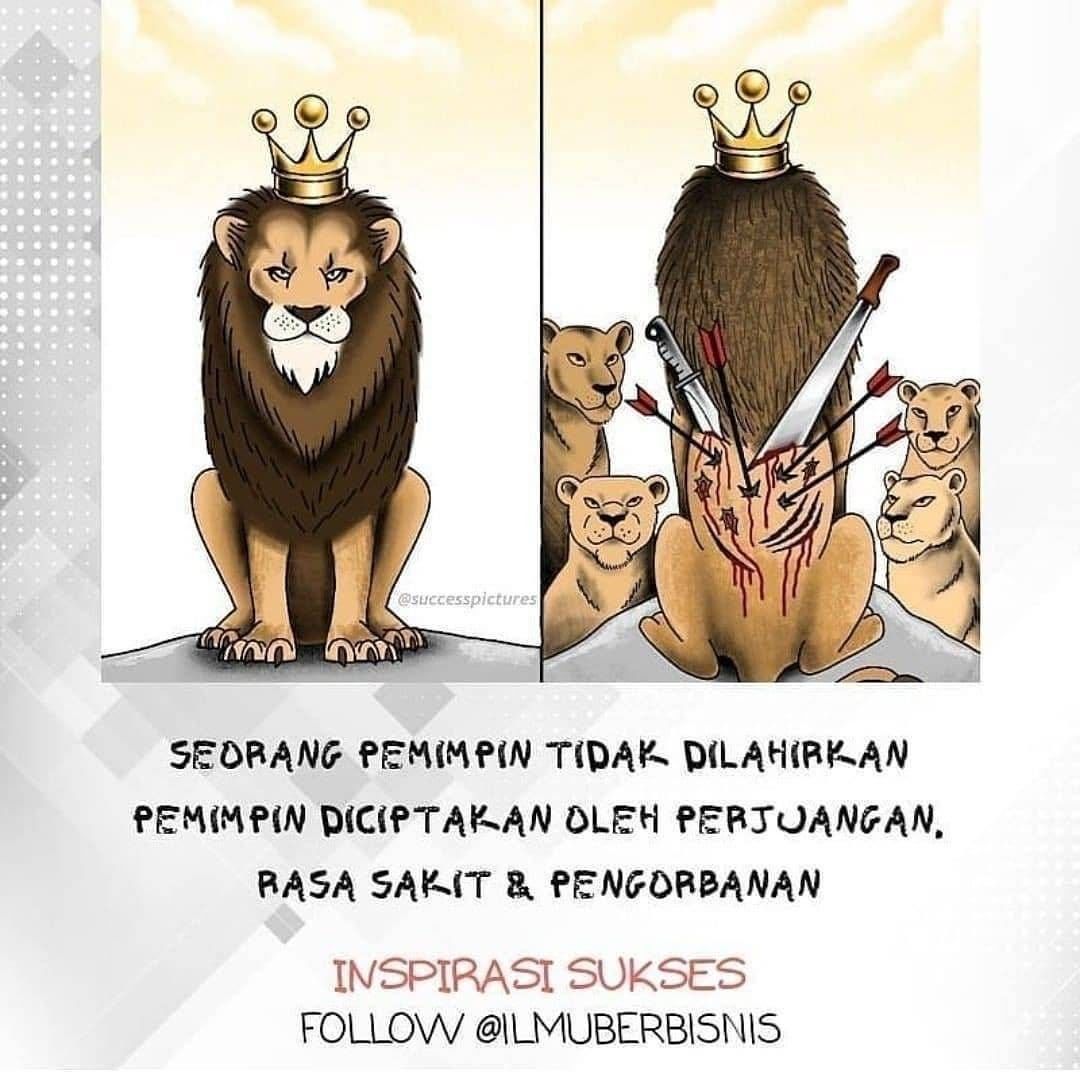 @successpictures
SEORANG PEMIMPIN TIDAK DILAHIRKAN
PEMIMPIN DICIPTAKAN OLEH PERJUANGAN,
RASA SAKIT & PENGORBANAN
INSPIRASI SUKSES
FOLLOW @ILMUBERBISNIS